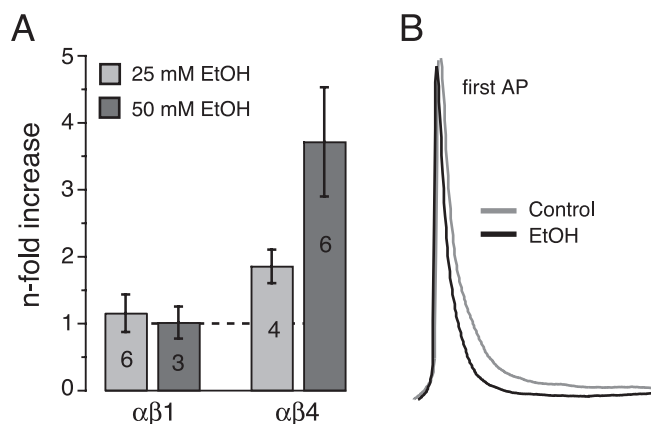 A
B
5
4
3
2
1
0
n-fold increase
25 mM EtOH
50 mM EtOH
6
3
4
6
αβ1
αβ4
first AP
Control
EtOH